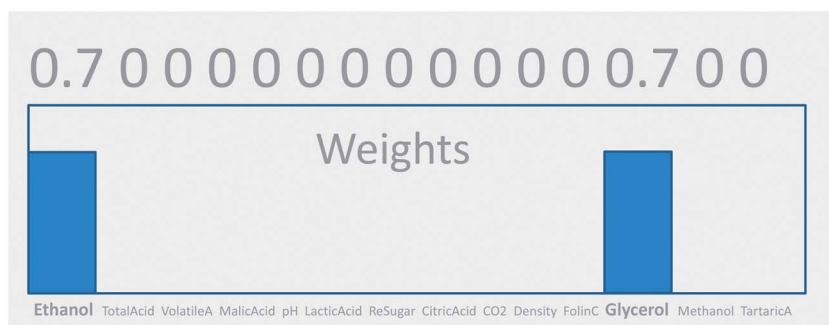 0.7 0 0 0 0 0 0 0 0 0 0 0 0.7 0 0
Weights
Ethanol TotalAcid VolatileA MalicAcid pH LacticAcid ReSugar CitricAcid CO2 Density FolinC Glycerol Methanol TartaricA